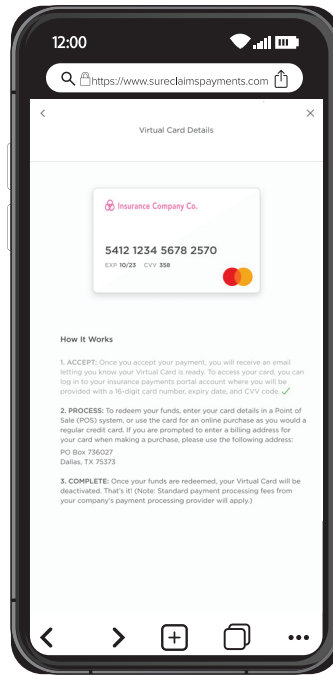 12:00
https://www.sureclaimspayments.com
Virtual Card Details
Insurance Company Co.
5412 1234 5678 2570
EXP 10/23 CVV 358
How It Works
1. ACCEPT: Once you accept your payment, you will receive an email
letting you know your Virtual Card is ready. To access your card, you can
log in to your insurance payments portal account where you will be
provided with a 16-digit card number, expiry date, and CVV code.
2. PROCESS: To redeem your funds, enter your card details in a Point of
Sale (POS) system, or use the card for an online purchase as you would a
regular credit card. If you are prompted to enter a billing address for
your card when making a purchase, please use the following address:
PO Box 736027
Dallas, TX 75373
3. COMPLETE: Once your funds are redeemed, your Virtual Card will be
deactivated. That's it! (Note: Standard payment processing fees from
your company's payment processing provider will apply.)